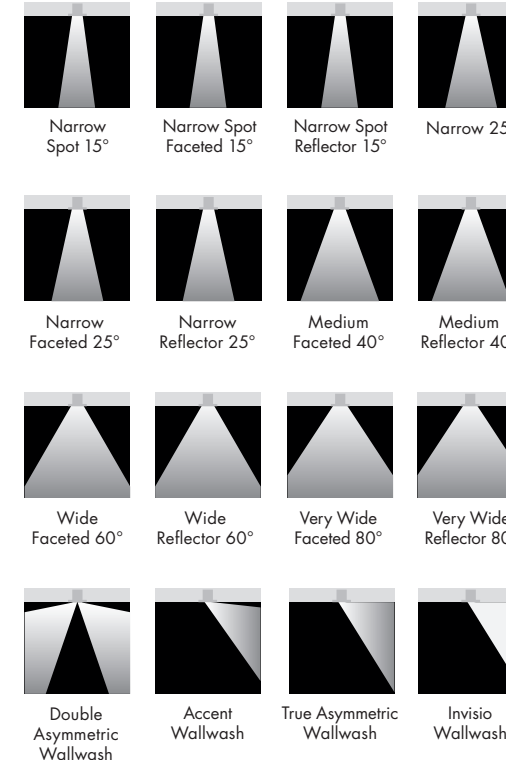 Narrow
Spot 15°
Narrow Spot
Faceted 15°
Narrow Spot
Reflector 15°
Narrow 25
Narrow
Faceted 25°
Narrow
Reflector 25°
Medium
Faceted 40°
Medium
Reflector 40
Wide
Faceted 60°
Wide
Reflector 60°
Very Wide
Faceted 80°
Very Wide
Reflector 80
Double
Asymmetric
Wallwash
Accent
Wallwash
True Asymmetric
Wallwash
Invisio
Wallwash